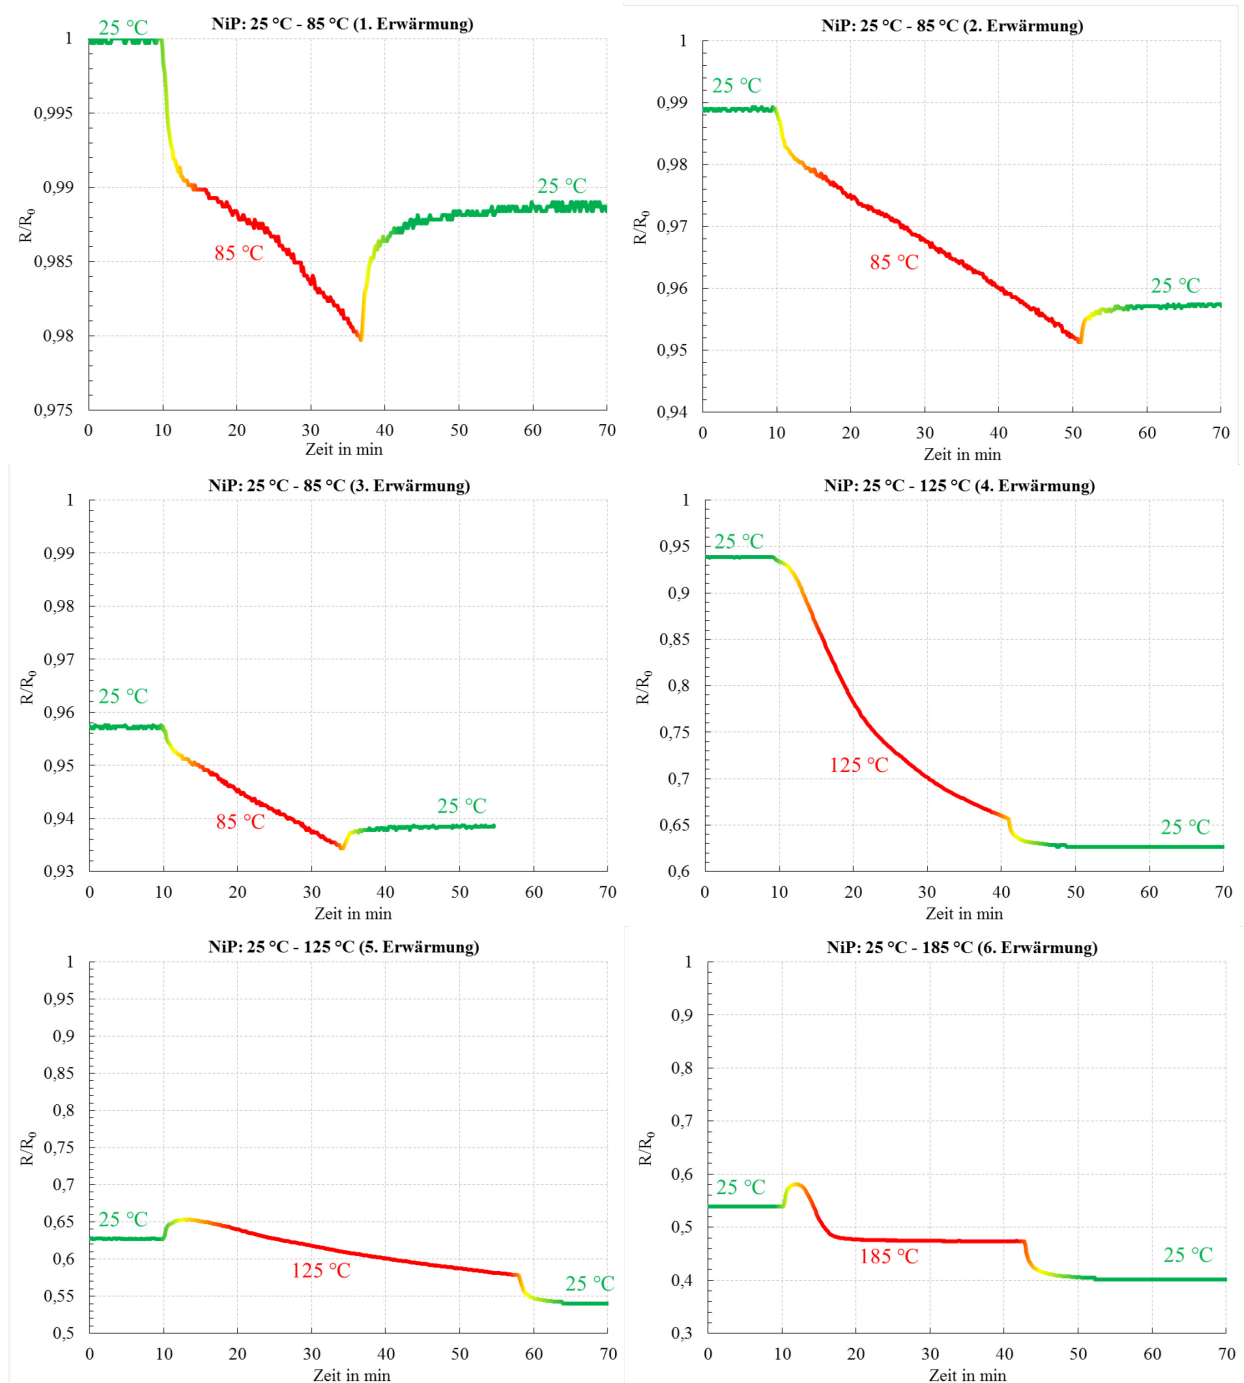 NiP: 25 °C - 85 °C (1. Erwärmung)
1
0,995
0,99
0,985
0,98
0,975
R/R0
25 °C
85 °C
25 °C
0 10 20 30 40 50 60 70
Zeit in min
NiP: 25 °C - 85 °C (2. Erwärmung)
1
0,99
0,98
0,97
0,96
0,95
0,94
R/R0
25 °C
85 °C
25 °C
0 10 20 30 40 50 60 70
Zeit in min
NiP: 25 °C - 85 °C (3. Erwärmung)
1
0,99
0,98
0,97
0,96
0,95
0,94
0,93
R/R0
25 °C
85 °C
25 °C
0 10 20 30 40 50 60 70
Zeit in min
NiP: 25 °C - 125 °C (4. Erwärmung)
1
0,95
0,9
0,85
0,8
0,75
0,7
0,65
0,6
R/R0
25 °C
125 °C
25 °C
0 10 20 30 40 50 60 70
Zeit in min
NiP: 25 °C - 125 °C (5. Erwärmung)
1
0,95
0,9
0,85
0,8
0,75
0,7
0,65
0,6
0,55
0,5
R/R0
25 °C
125 °C
25 °C
0 10 20 30 40 50 60 70
Zeit in min
NiP: 25 °C - 185 °C (6. Erwärmung)
1
0,9
0,8
0,7
0,6
0,5
0,4
0,3
R/R0
25 °C
185 °C
25 °C
0 10 20 30 40 50 60 70
Zeit in min